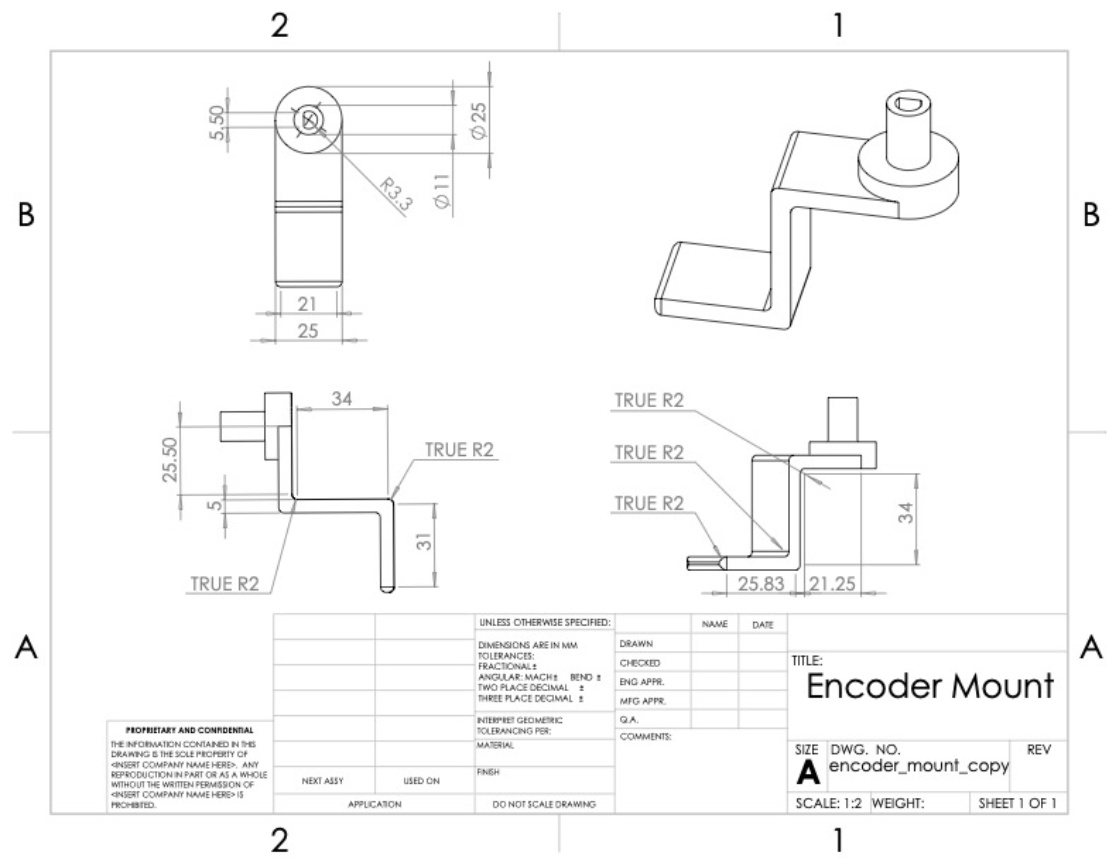 2
1
B
B
5.50
Ø25
Ø11
R3.3
21
25
34
TRUE R2
25.50
5
31
TRUE R2
TRUE R2
TRUE R2
TRUE R2
34
25.83
21.25
A
A
UNLESS OTHERWISE SPECIFIED:
DIMENSIONS ARE IN MM
TOLERANCES:
FRACTIONAL ±
ANGULAR: MACH ± BEND ±
TWO PLACE DECIMAL ±
THREE PLACE DECIMAL ±
INTERPRET GEOMETRIC
TOLERANCING PER:
MATERIAL
FINISH
DO NOT SCALE DRAWING
NAME DATE
DRAWN
CHECKED
ENG APPR.
MFG APPR.
Q.A.
COMMENTS:
PROPRIETARY AND CONFIDENTIAL
THE INFORMATION CONTAINED IN THIS
DRAWING IS THE SOLE PROPERTY OF
<INSERT COMPANY NAME HERE>. ANY
REPRODUCTION IN PART OR AS A WHOLE
WITHOUT THE WRITTEN PERMISSION OF
<INSERT COMPANY NAME HERE> IS
PROHIBITED.
NEXT ASSY USED ON
APPLICATION
TITLE:
Encoder Mount
SIZE DWG. NO. REV
A encoder_mount_copy
SCALE: 1:2 WEIGHT: SHEET 1 OF 1
2
1